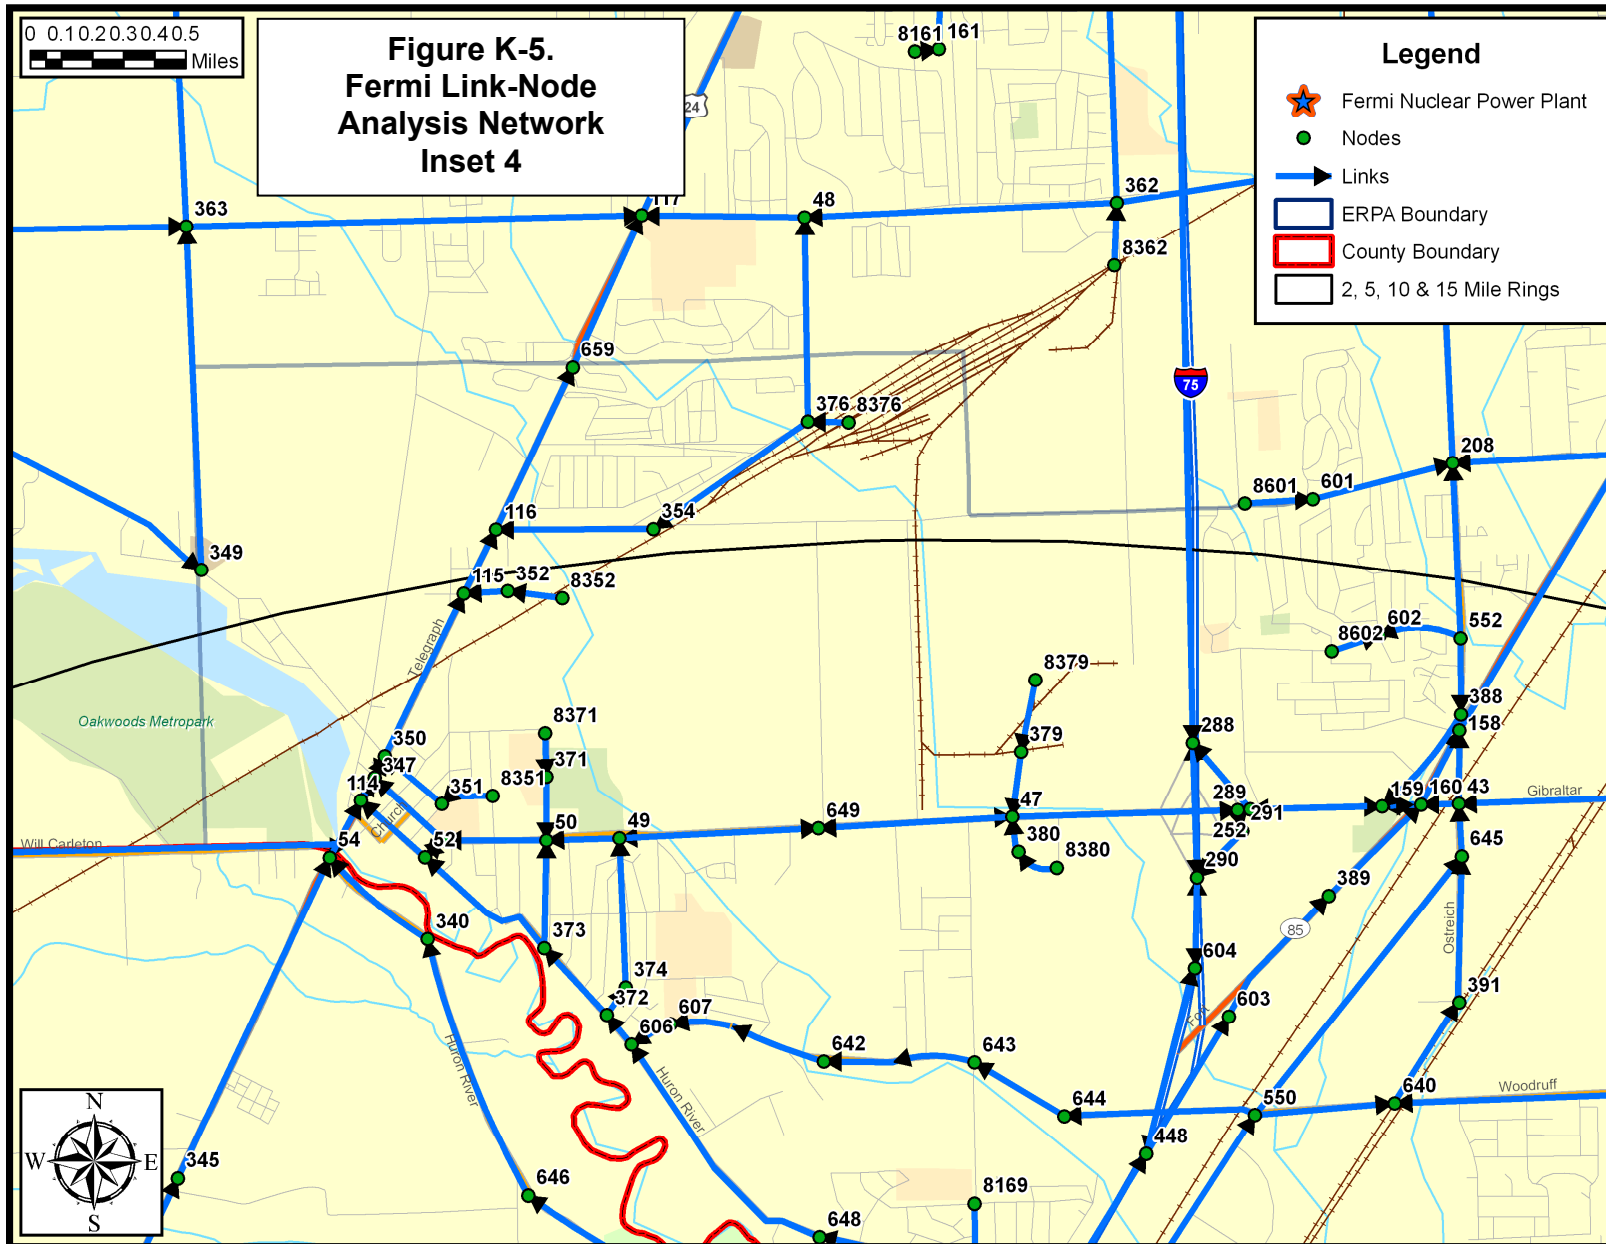 0 0.1 0.2 0.3 0.4 0.5
Miles
Figure K-5.
Fermi Link-Node
Analysis Network
Inset 4
Legend
Fermi Nuclear Power Plant
Nodes
Links
ERPA Boundary
County Boundary
2, 5, 10 & 15 Mile Rings
8161 161
24
363
117
48
362
8362
659
75
376 8376
208
8601 601
116
354
349
115 352 8352
602
552
8602
Telegraph
8379
388
158
Oakwoods Metropark
8371
288
350
379
347
371
351 8351
114
289
291
159 160 43
Gibraltar
47
649
Church
50
49
252
Will Carleton
54
52
380
8380
645
290
389
340
373
85
Ostreich
604
374
391
372
603
607
Fort
606
642
643
Huron River
Huron River
644
550
640
Woodruff
448
N
W E
S
345
646
8169
648